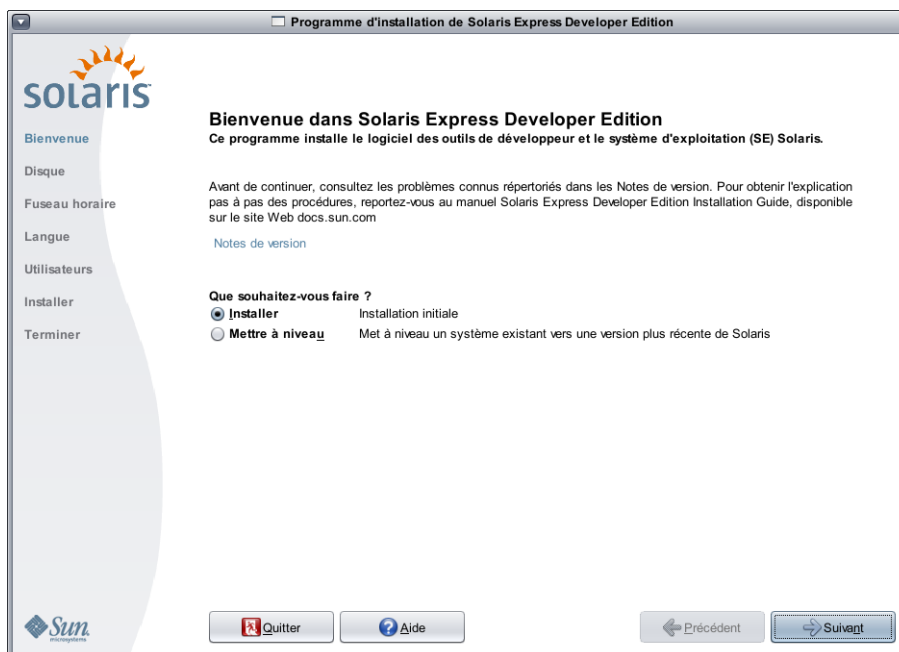 Programme d'installation de Solaris Express Developer Edition
solaris
Bienvenue
Disque
Fuseau horaire
Langue
Utilisateurs
Installer
Terminer
Bienvenue dans Solaris Express Developer Edition
Ce programme installe le logiciel des outils de développeur et le système d'exploitation (SE) Solaris.
Avant de continuer, consultez les problèmes connus répertoriés dans les Notes de version. Pour obtenir l'explication
pas à pas des procédures, reportez-vous au manuel Solaris Express Developer Edition Installation Guide, disponible
sur le site Web docs.sun.com
Notes de version
Que souhaitez-vous faire ?
Installer Installation initiale
Mettre à niveau Met à niveau un système existant vers une version plus récente de Solaris
Sun
microsystems
Quitter
Aide
Précédent
Suivant